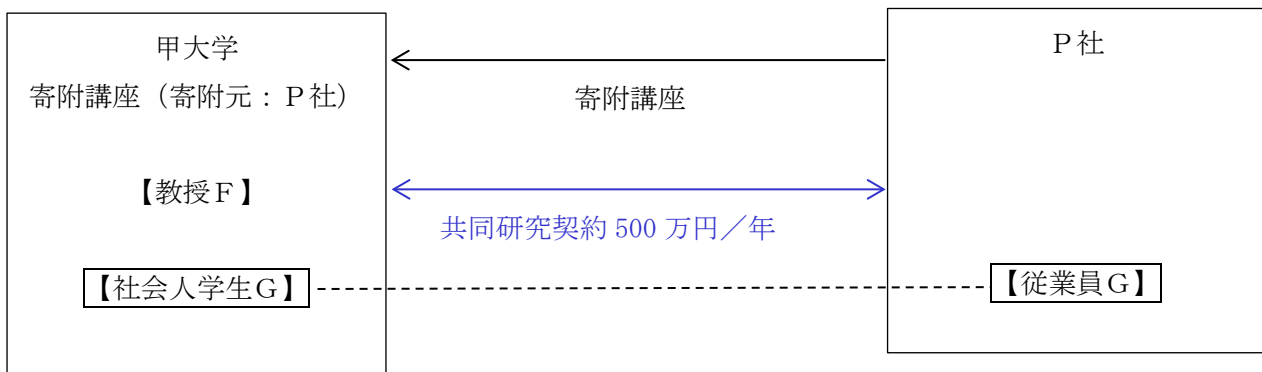 甲大学
寄附講座（寄附元：Ｐ社）
【教授Ｆ】
【社会人学生Ｇ】
寄附講座
共同研究契約 500 万円／年
Ｐ社
【従業員Ｇ】